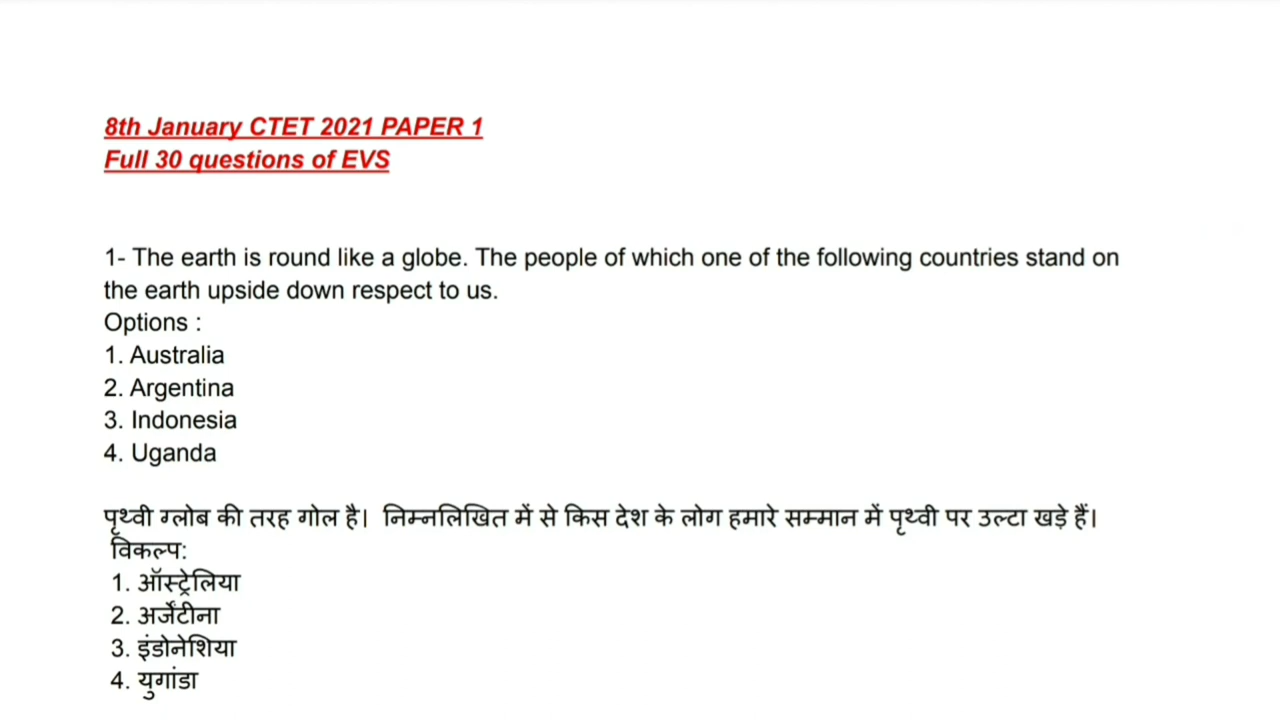 8th January CTET 2021 PAPER 1
Full 30 questions of EVS
1- The earth is round like a globe. The people of which one of the following countries stand on
the earth upside down respect to us.
Options :
1. Australia
2. Argentina
3. Indonesia
4. Uganda
पृथ्वी ग्लोब की तरह गोल है। निम्नलिखित में से किस देश के लोग हमारे सम्मान में पृथ्वी पर उल्टा खड़े हैं।
विकल्प:
1. ऑस्ट्रेलिया
2. अर्जेंटीना
3. इंडोनेशिया
4. युगांडा